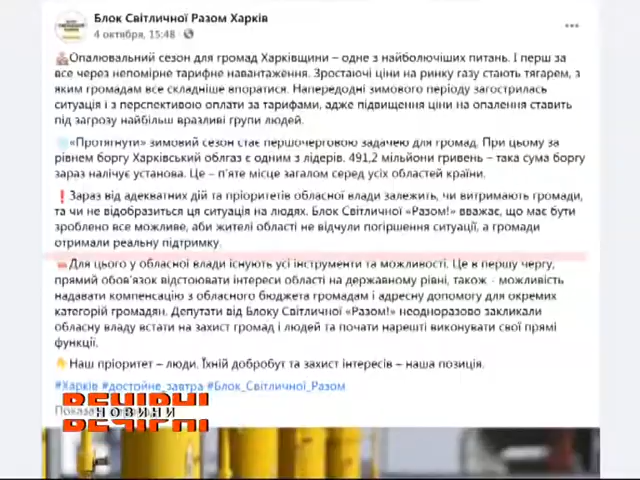 Блок Світличної Разом Харків
4 октября, 15:48
Опалювальний сезон для громад Харківщини – одне з найболючіших питань. І перш за
все через непомірне тарифне навантаження. Зростаючі ціни на ринку газу стають тягарем, з
яким громадам все складніше впоратися. Напередодні зимового періоду загострилась
ситуація і з перспективою оплати за тарифами, адже підвищення ціни на опалення ставить
під загрозу найбільш вразливі групи людей.
«Протягнути» зимовий сезон стає першочерговою задачею для громад. При цьому за
рівнем боргу Харківський облгаз є одним з лідерів. 491,2 мільйони гривень – така сума боргу
зараз налічує установа. Це – п'яте місце загалом серед усіх областей країни.
Зараз від адекватних дій та пріоритетів обласної влади залежить, чи витримають громади,
та чи не відобразиться ця ситуація на людях. Блок Світличної «Разом!» вважає, що має бути
зроблено все можливе, аби жителі області не відчули погіршення ситуації, а громади
отримали реальну підтримку.
Для цього у обласної влади існують усі інструменти та можливості. Це в першу чергу,
прямий обов'язок відстоювати інтереси області на державному рівні, також - можливість
надавати компенсацію з обласного бюджета громадам і адресну допомогу для окремих
категорій громадян. Депутати від Блоку Світличної «Разом!» неодноразово закликали
обласну владу встати на захист громад і людей та почати нарешті виконувати свої прямі
функції.
Наш пріоритет – люди. Їхній добробут та захист інтересів – наша позиція.
#Харків #достойне_завтра #Блок_Світличної_Разом
ВЕЧІРНІ
НОВИНИ
ВЕЧІРНІ